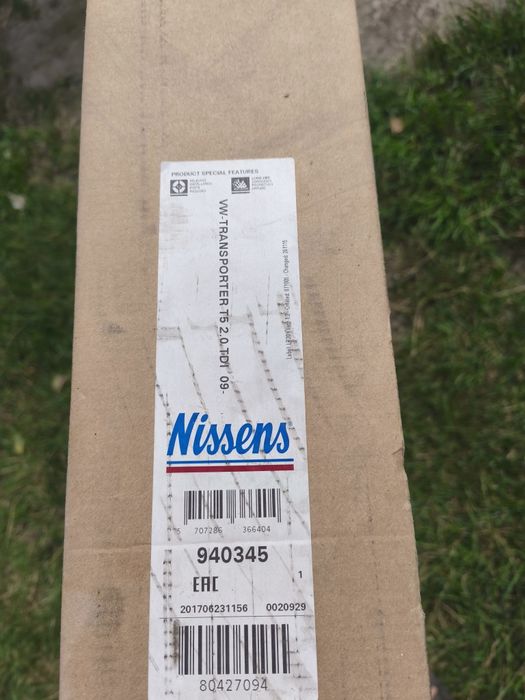 PRODUCT SPECIAL FEATURES
VW-TRANSPORTER T5 2.0 TDI 09-
Nissens
707286 366404
940345
EAC
1
201706231156 0020929
80427094